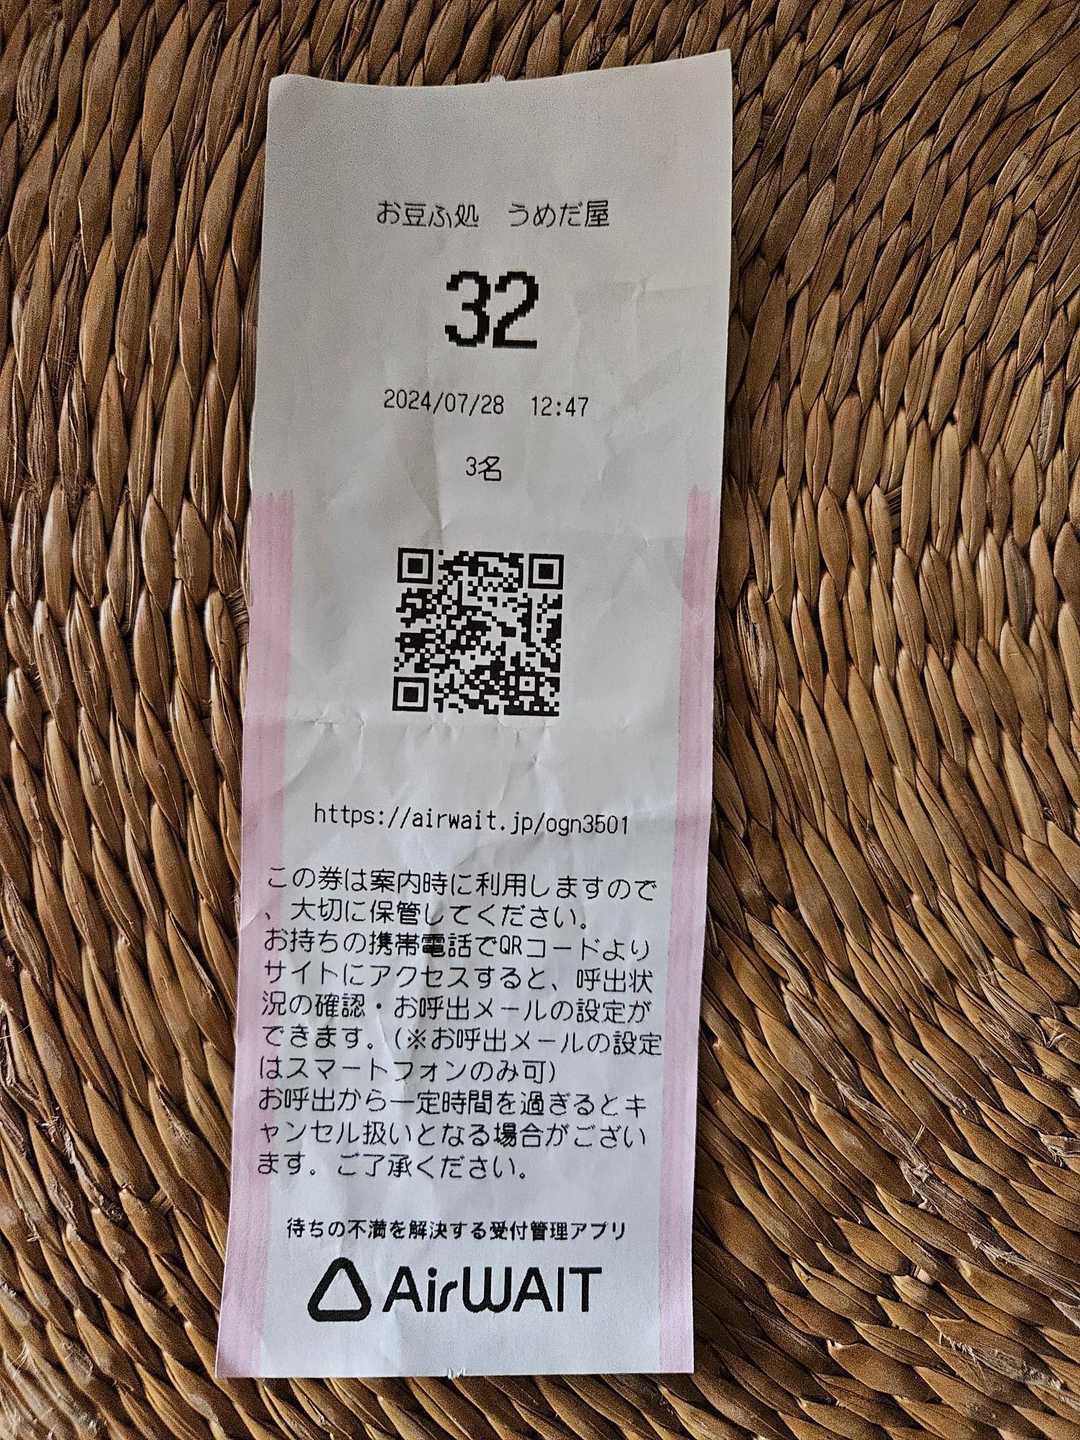 お豆ふ処　うめだ屋
32
2024/07/28　12:47
3名
https://airwait.jp/ogn3501
この券は案内時に利用しますので
、大切に保管してください。
お持ちの携帯電話でQRコードより
サイトにアクセスすると、呼出状
況の確認・お呼出メールの設定が
できます。(※お呼出メールの設定
はスマートフォンのみ可)
お呼出から一定時間を過ぎるとキ
ャンセル扱いとなる場合がござい
ます。ご了承ください。
待ちの不満を解決する受付管理アプリ
AirWAIT